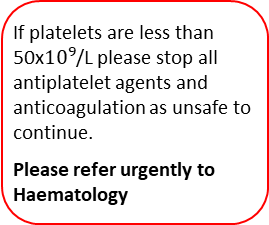 If platelets are less than
50x10⁹/L please stop all
antiplatelet agents and
anticoagulation as unsafe to
continue.
Please refer urgently to
Haematology